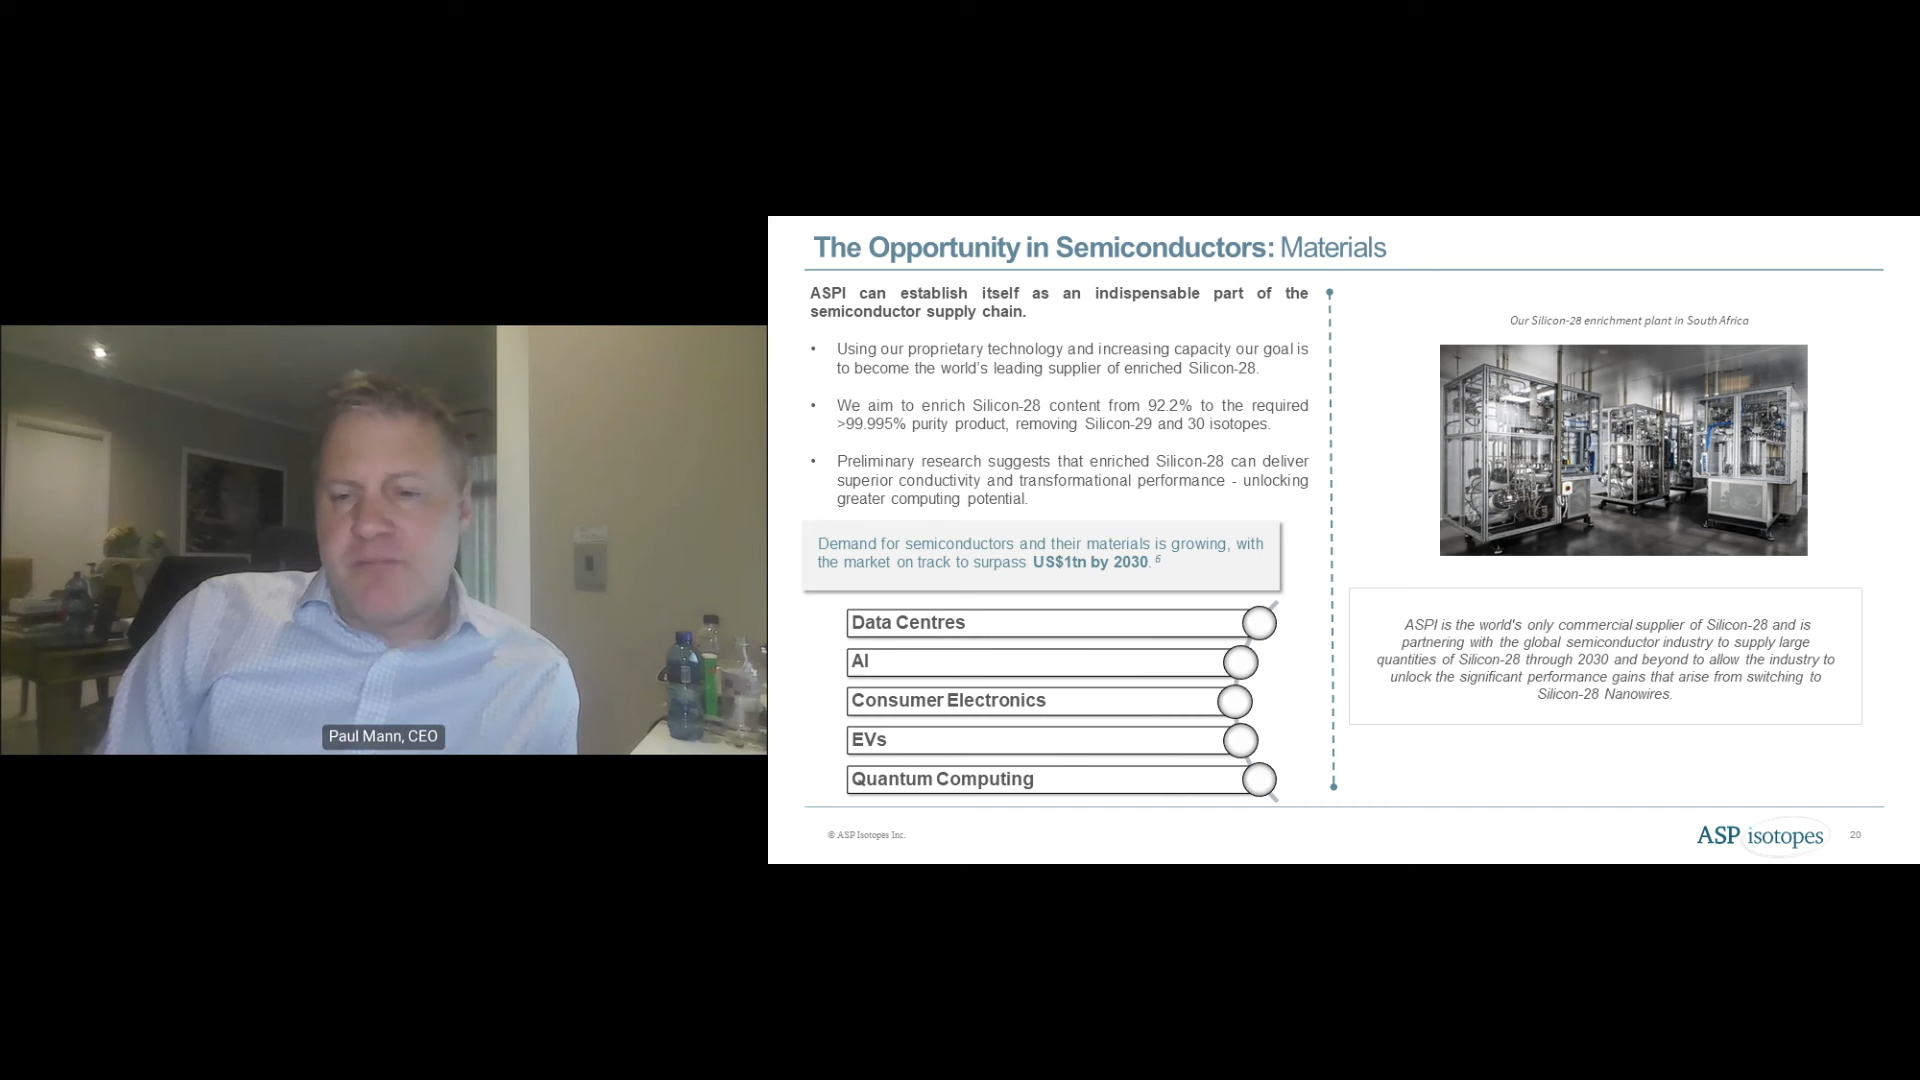 Paul Mann, CEO
The Opportunity in Semiconductors: Materials
ASPI can establish itself as an indispensable part of the
semiconductor supply chain.
• Using our proprietary technology and increasing capacity our goal is
to become the world's leading supplier of enriched Silicon-28.
• We aim to enrich Silicon-28 content from 92.2% to the required
>99.995% purity product, removing Silicon-29 and 30 isotopes.
• Preliminary research suggests that enriched Silicon-28 can deliver
superior conductivity and transformational performance - unlocking
greater computing potential.
Demand for semiconductors and their materials is growing, with
the market on track to surpass US$1tn by 2030. 6
Data Centres
AI
Consumer Electronics
EVs
Quantum Computing
Our Silicon-28 enrichment plant in South Africa
ASPI is the world's only commercial supplier of Silicon-28 and is
partnering with the global semiconductor industry to supply large
quantities of Silicon-28 through 2030 and beyond to allow the industry to
unlock the significant performance gains that arise from switching to
Silicon-28 Nanowires.
© ASP Isotopes Inc.
ASP isotopes
20